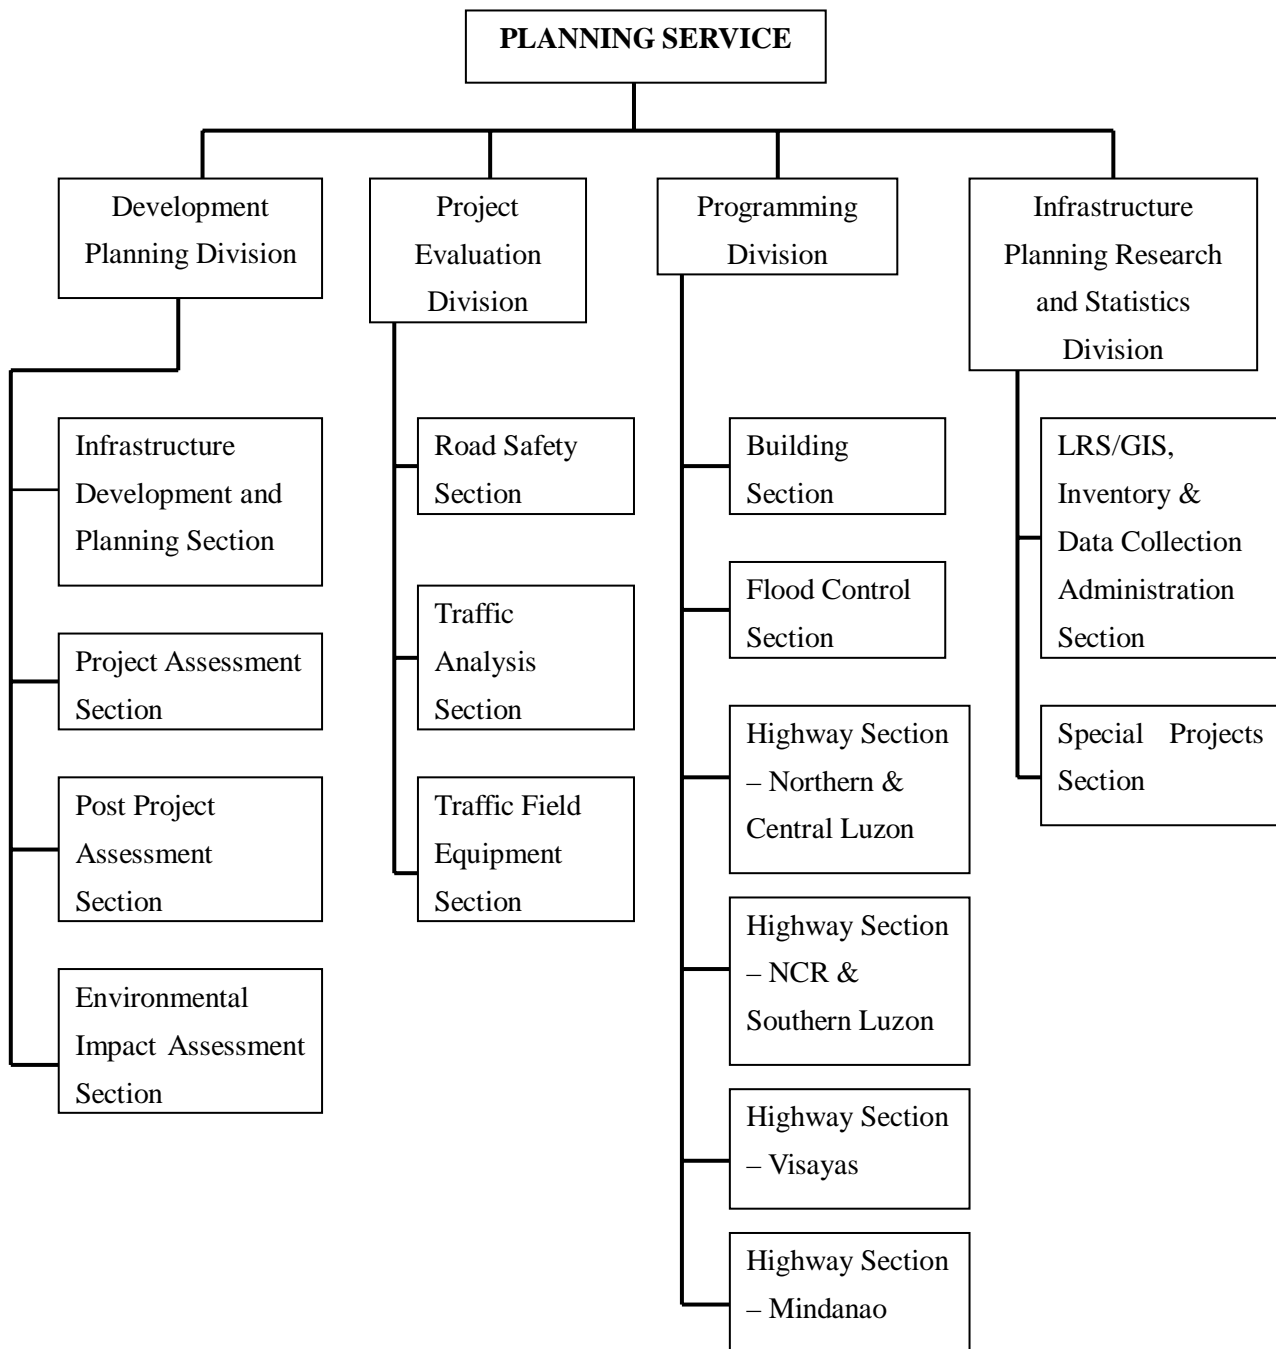 PLANNING SERVICE
Development
Planning Division
Project
Evaluation
Division
Programming
Division
Infrastructure
Planning Research
and Statistics
Division
Infrastructure
Development and
Planning Section
Project Assessment
Section
Post Project
Assessment
Section
Environmental
Impact Assessment
Section
Road Safety
Section
Traffic
Analysis
Section
Traffic Field
Equipment
Section
Building
Section
Flood Control
Section
Highway Section
– Northern &
Central Luzon
Highway Section
– NCR &
Southern Luzon
Highway Section
– Visayas
Highway Section
– Mindanao
LRS/GIS,
Inventory &
Data Collection
Administration
Section
Special Projects
Section